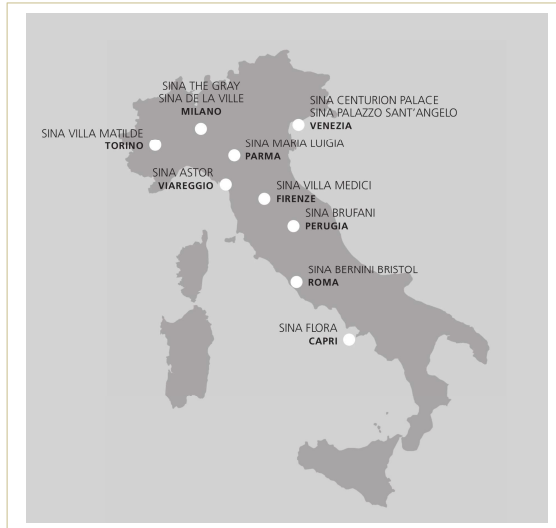 SINA THE GRAY
SINA DE LA VILLE
MILANO
SINA CENTURION PALACE
SINA PALAZZO SANT'ANGELO
VENEZIA
SINA VILLA MATILDE
TORINO
SINA MARIA LUIGIA
PARMA
SINA ASTOR
VIAREGGIO
SINA VILLA MEDICI
FIRENZE
SINA BRUFANI
PERUGIA
SINA BERNINI BRISTOL
ROMA
SINA FLORA
CAPRI